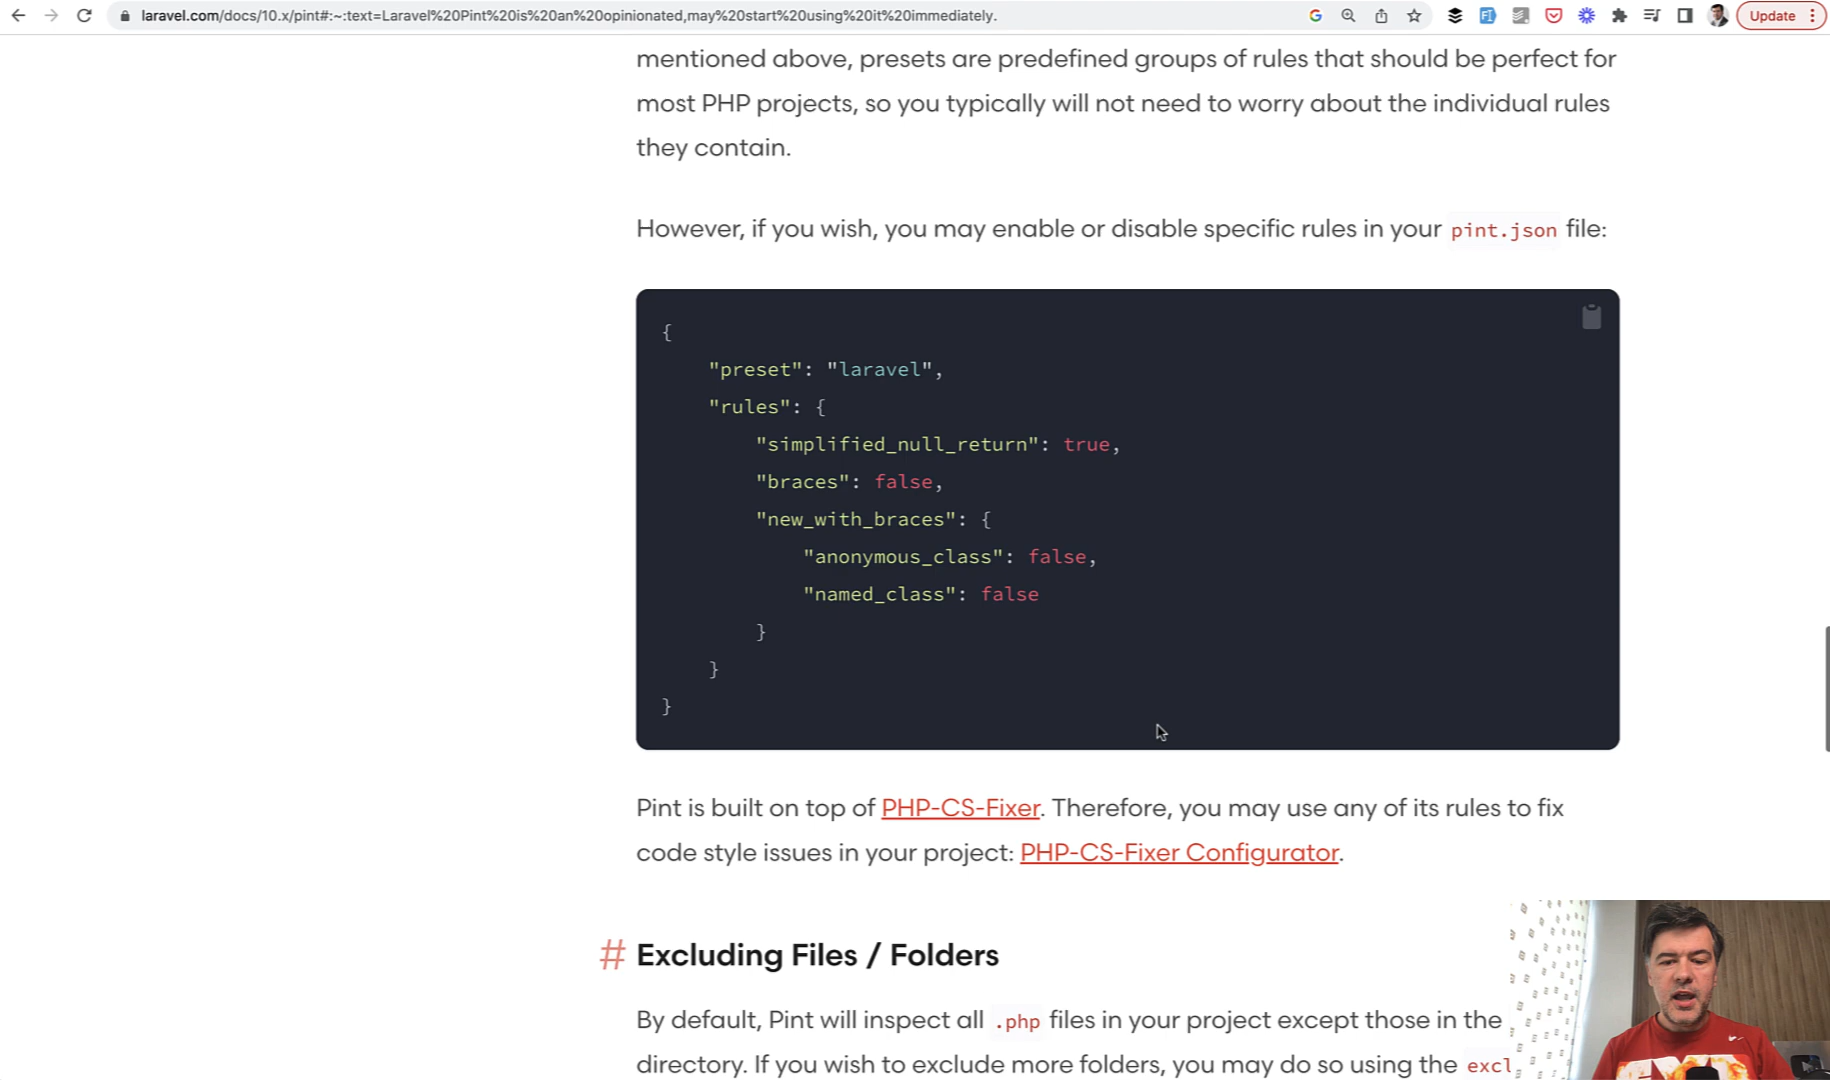 laravel.com/docs/10.x/pint#:~:text=Laravel%20Pint%20is%20an%20opinionated,may%20start%20using%20it%20immediately.
Update
mentioned above, presets are predefined groups of rules that should be perfect for
most PHP projects, so you typically will not need to worry about the individual rules
they contain.
However, if you wish, you may enable or disable specific rules in your pint.json file:
{
"preset": "laravel",
"rules": {
"simplified_null_return": true,
"braces": false,
"new_with_braces": {
"anonymous_class": false,
"named_class": false
}
}
}
Pint is built on top of PHP-CS-Fixer. Therefore, you may use any of its rules to fix
code style issues in your project: PHP-CS-Fixer Configurator.
# Excluding Files / Folders
By default, Pint will inspect all .php files in your project except those in the
directory. If you wish to exclude more folders, you may do so using the excl